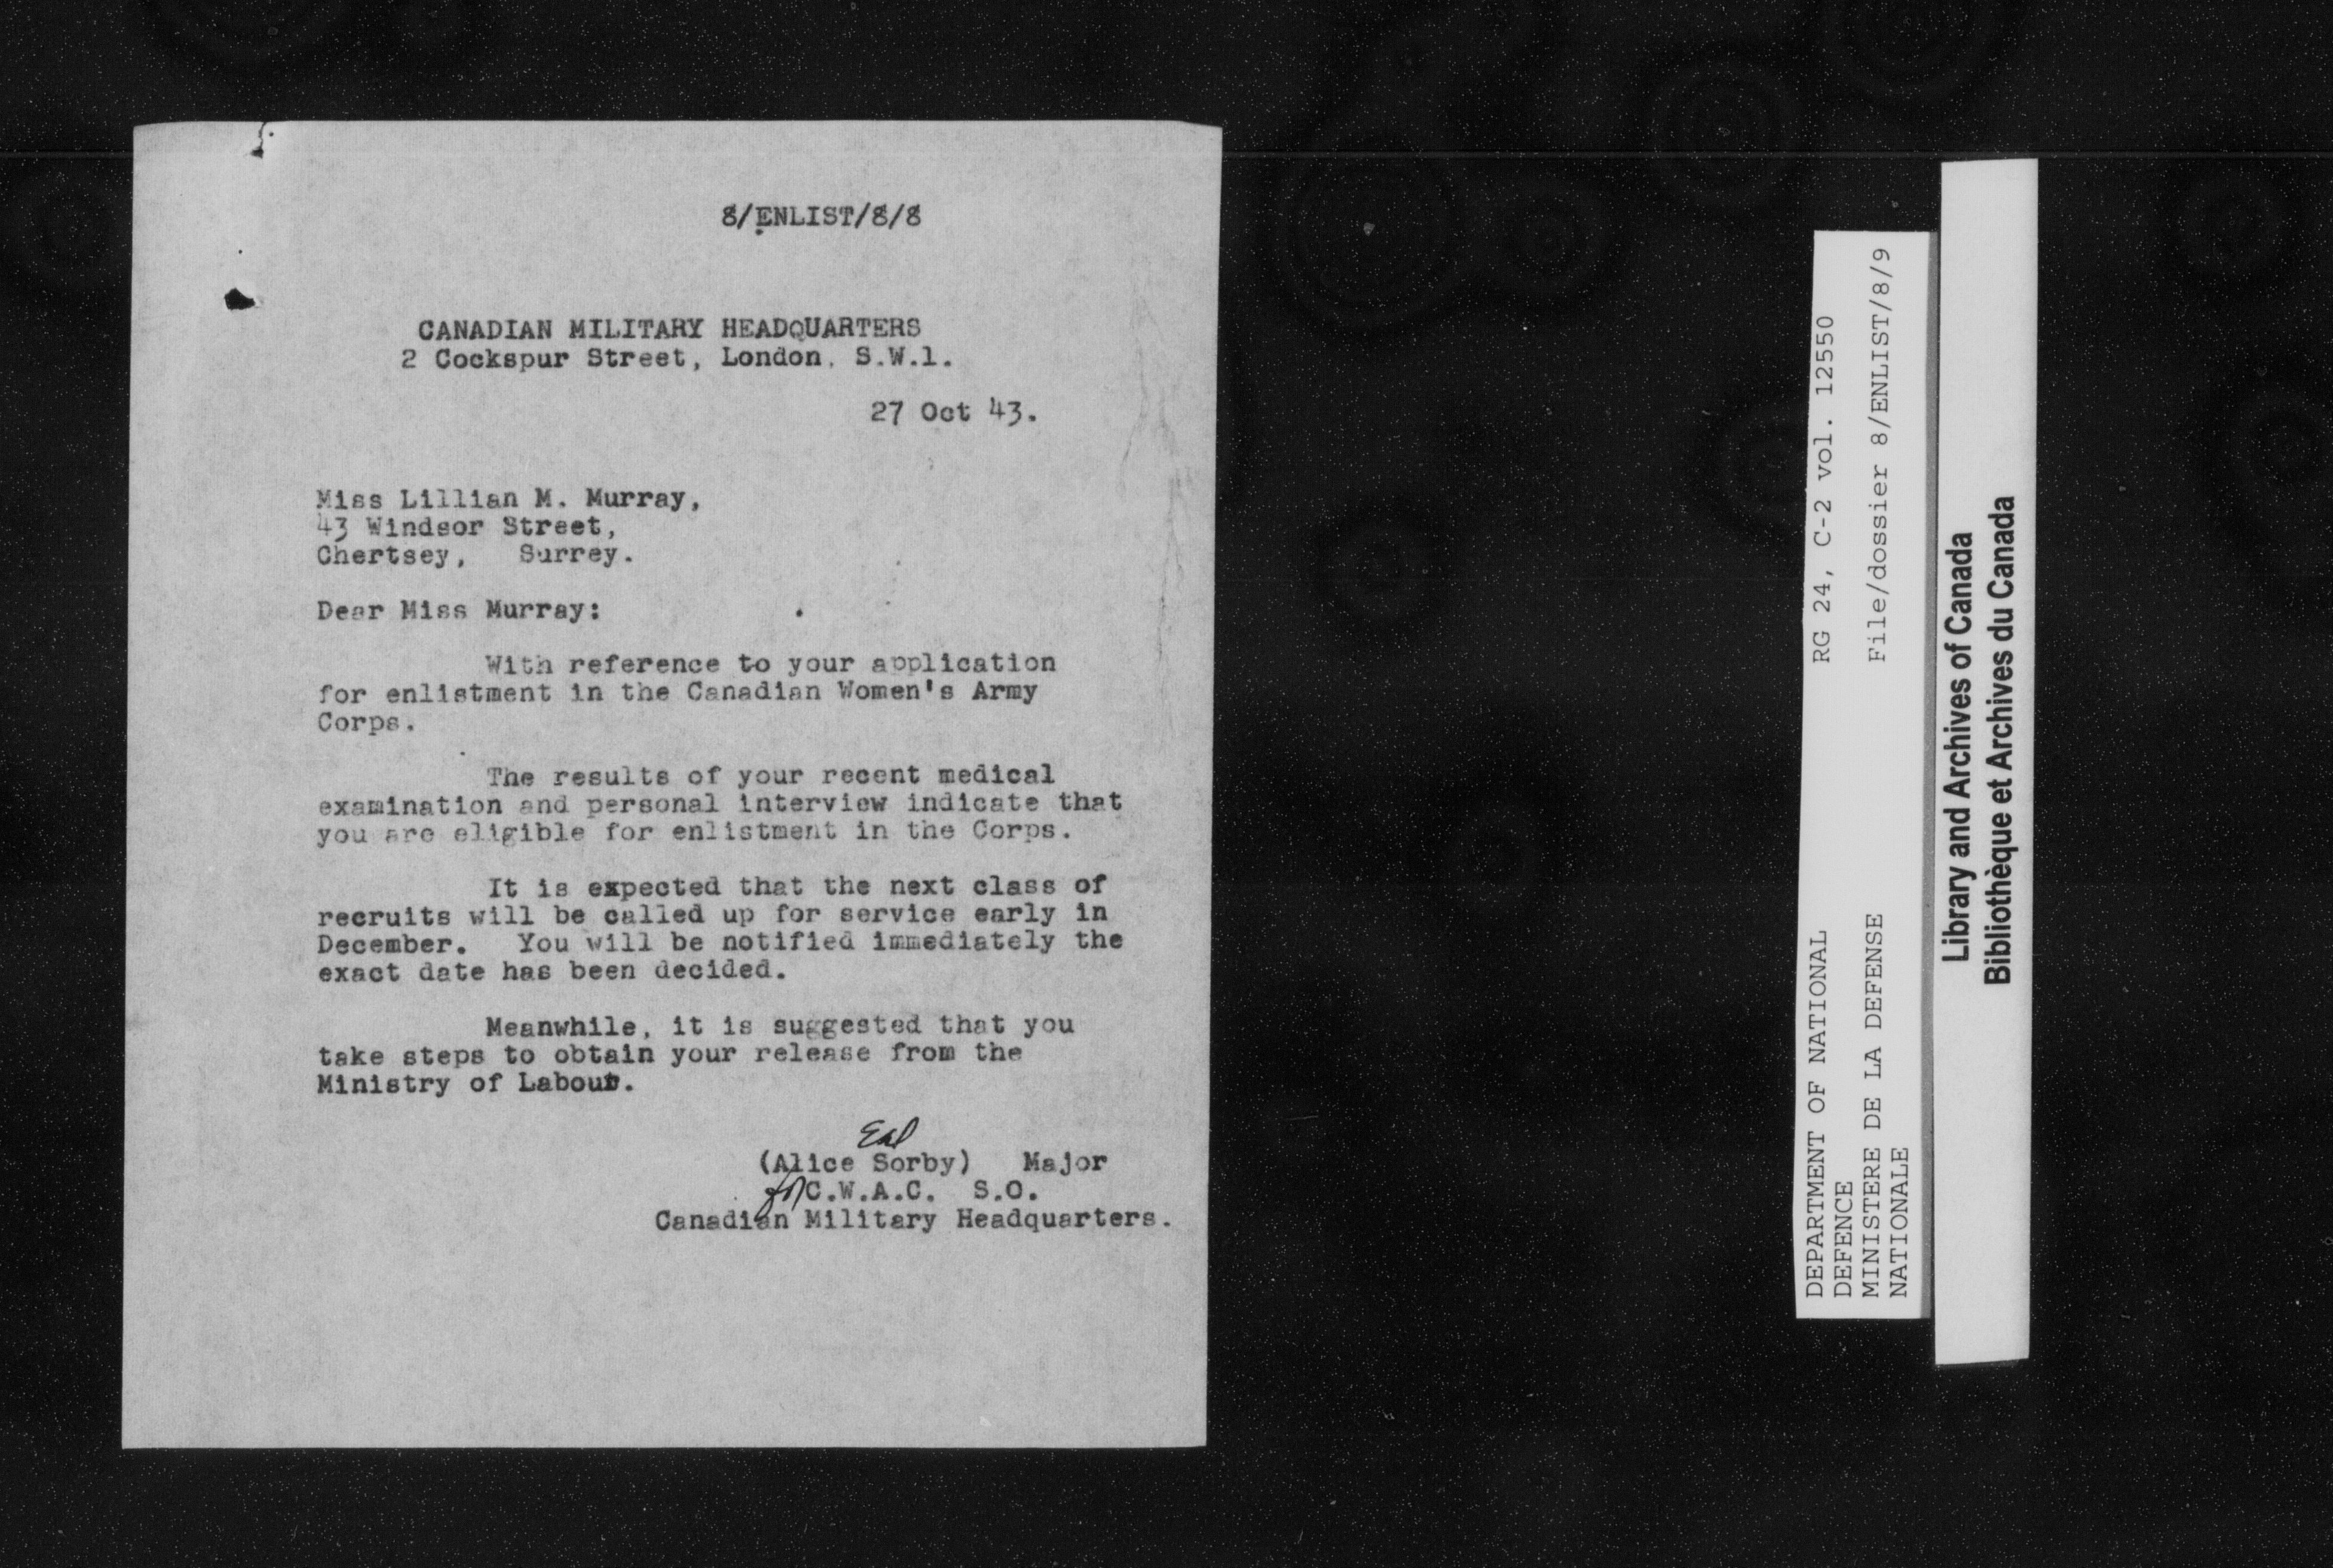 8/ENLIST/8/8
CANADIAN MILITARY HEADQUARTERS
2 Cockspur Street, London, S.W.1.
27 Oct 43.
Miss Lillian M. Murray,
43 Windsor Street,
Chertsey, Surrey.
Dear Miss Murray:
With reference to your application
for enlistment in the Canadian Women's Army
Corps.
The results of your recent medical
examination and personal interview indicate that
you are eligible for enlistment in the Corps.
It is expected that the next class of
recruits will be called up for service early in
December. You will be notified immediately the
exact date has been decided.
Meanwhile, it is suggested that you
take steps to obtain your release from the
Ministry of Labour.
(Alice Sorby) Major
for C.W.A.C. S.O.
Canadian Military Headquarters.
DEPARTMENT OF NATIONAL
DEFENCE
MINISTERE DE LA DEFENSE
NATIONALE
RG 24, C-2 vol. 12550
File/dossier 8/ENLIST/8/9
Library and Archives of Canada
Bibliothèque et Archives du Canada